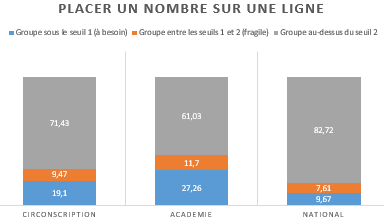 PLACER UN NOMBRE SUR UNE LIGNE
Groupe sous le seuil 1 (à besoin) Groupe entre les seuils 1 et 2 (fragile) Groupe au-dessus du seuil 2
71,43 61,03 82,72
9,47 11,7 7,61
19,1 27,26 9,67
CIRCONSCRIPTION ACADEMIE NATIONAL